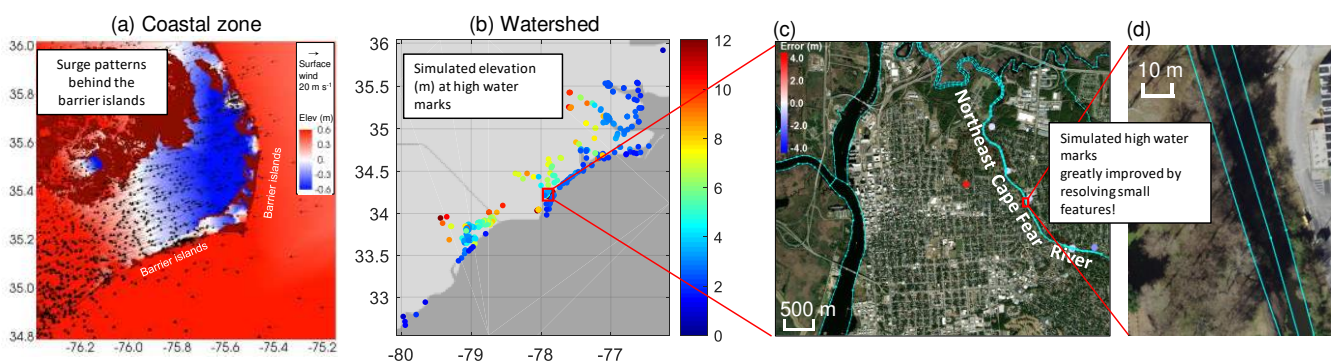 (a) Coastal zone
36.0
35.8
35.6
35.4
35.2
35.0
34.8
Surge patterns
behind the
barrier islands
→
Surface
wind
20 m s⁻¹
Elev (m)
0.6
0.3
0.
-0.3
-0.6
Barrier islands
Barrier islands
-76.2
-76.0
-75.8
-75.6
-75.4
-75.2
(b) Watershed
36
35.5
35
34.5
34
33.5
33
Simulated elevation
(m) at high water
marks
-80
-79
-78
-77
12
10
8
6
4
2
0
(c)
Error (m)
4.0
2.0
0.0
-2.0
-4.0
Northeast Cape Fear River
500 m
Simulated high water
marks
greatly improved by
resolving small
features!
(d)
10 m